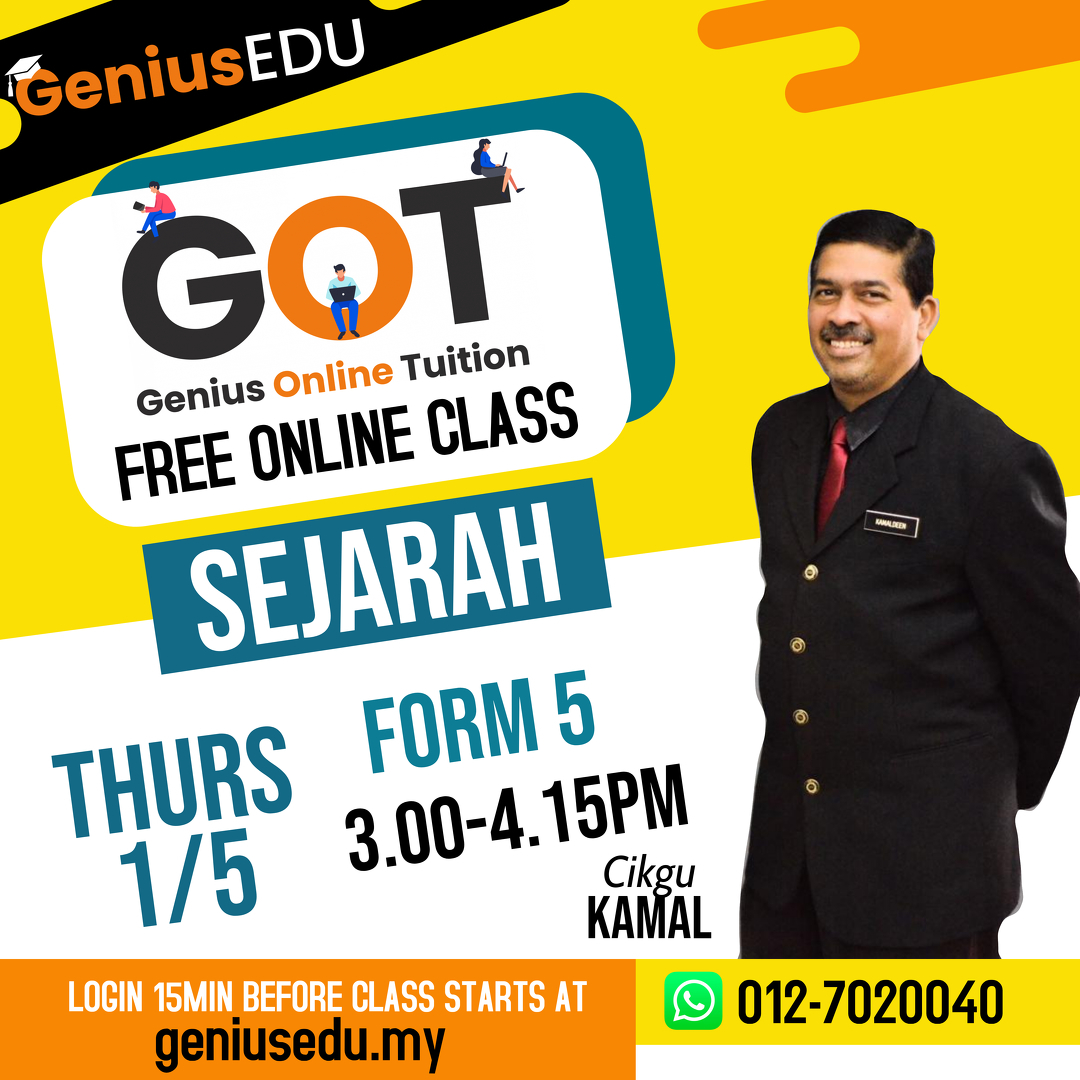 GeniusEDU
GOT
Genius Online Tuition
FREE ONLINE CLASS
SEJARAH
THURS
1/5
FORM 5
3.00-4.15PM
Cikgu
KAMAL
KAMALDEEN
LOGIN 15MIN BEFORE CLASS STARTS AT
geniusedu.my
012-7020040